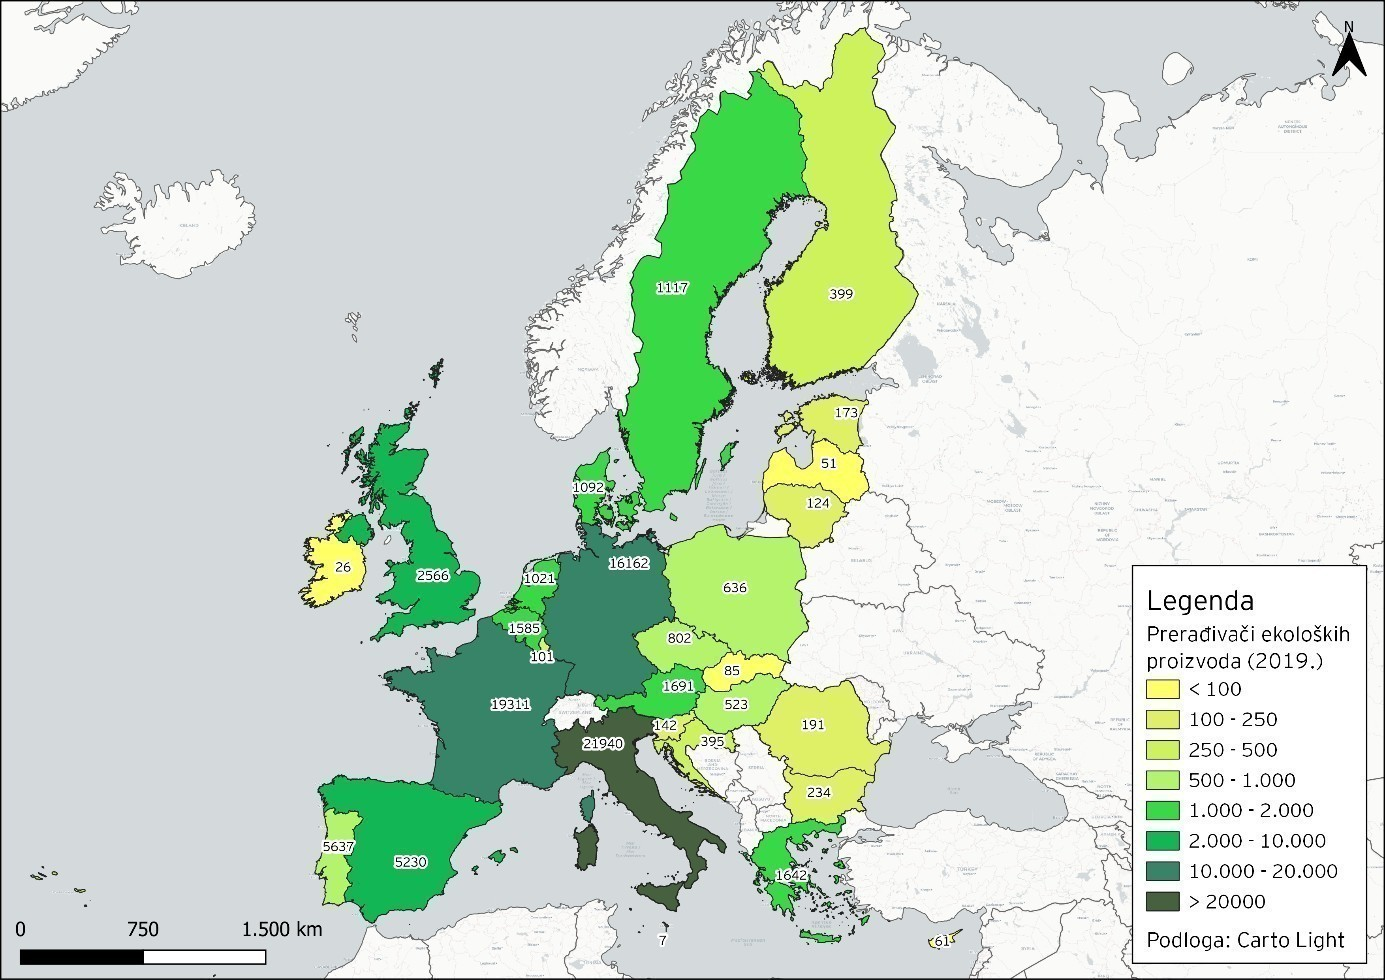 N
1117
399
173
51
1092
124
16162
26
2566
1021
636
1585
802
101
85
1691
19311
523
142
191
395
21940
234
5637
5230
1642
7
61
0 750 1.500 km
Legenda
Prerađivači ekoloških
proizvoda (2019.)
< 100
100 - 250
250 - 500
500 - 1.000
1.000 - 2.000
2.000 - 10.000
10.000 - 20.000
> 20000
Podloga: Carto Light